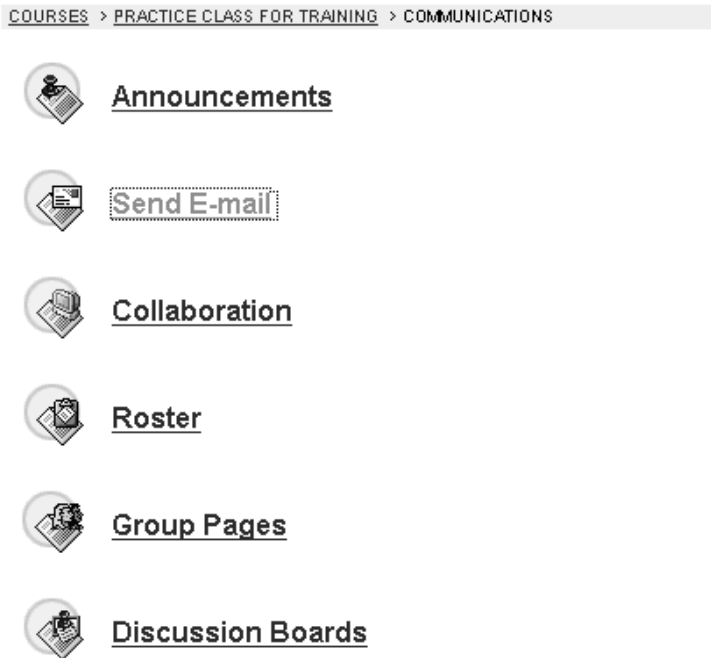 COURSES > PRACTICE CLASS FOR TRAINING > COMMUNICATIONS
Announcements
Send E-mail
Collaboration
Roster
Group Pages
Discussion Boards